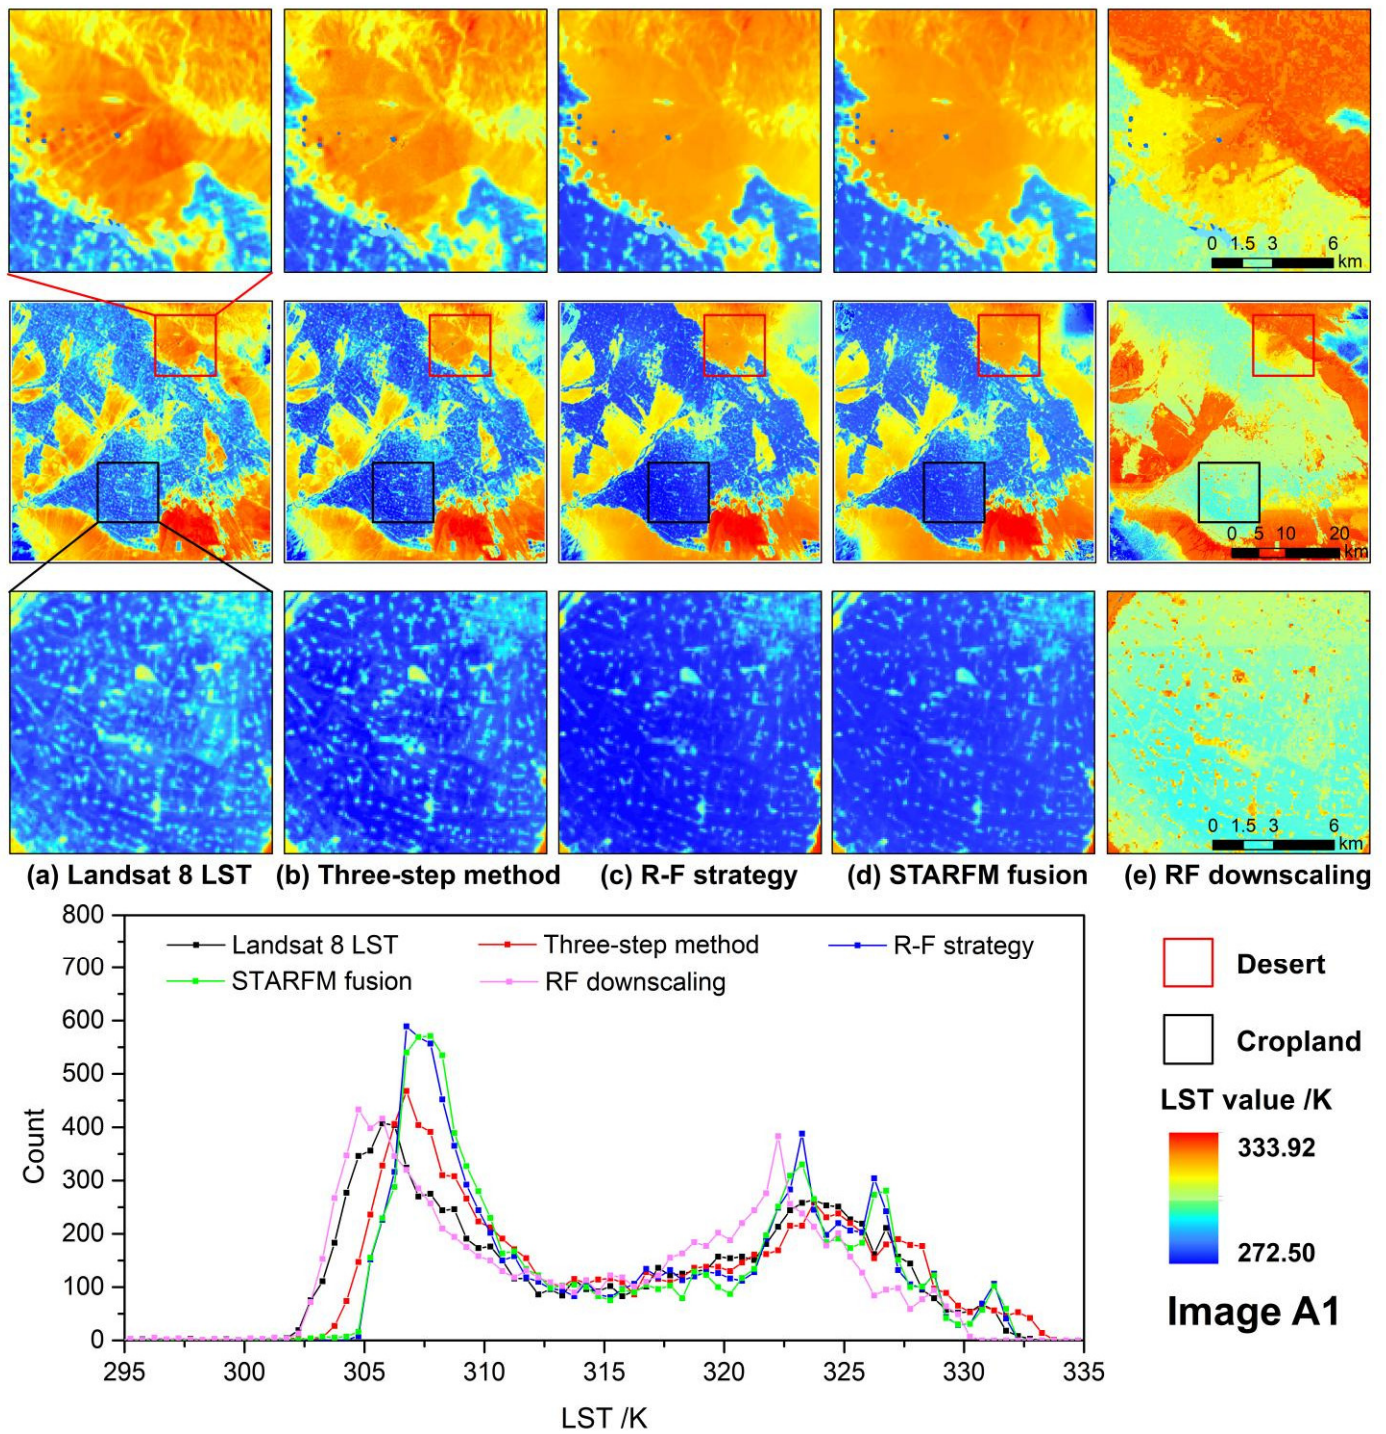 0 1.5 3 6
km
0 5 10 20
km
0 1.5 3 6
km
(a) Landsat 8 LST (b) Three-step method (c) R-F strategy (d) STARFM fusion (e) RF downscaling
800
700
600
500
400
300
200
100
0
Count
Landsat 8 LST Three-step method R-F strategy
STARFM fusion RF downscaling
295 300 305 310 315 320 325 330 335
LST /K
Desert
Cropland
LST value /K
333.92
272.50
Image A1